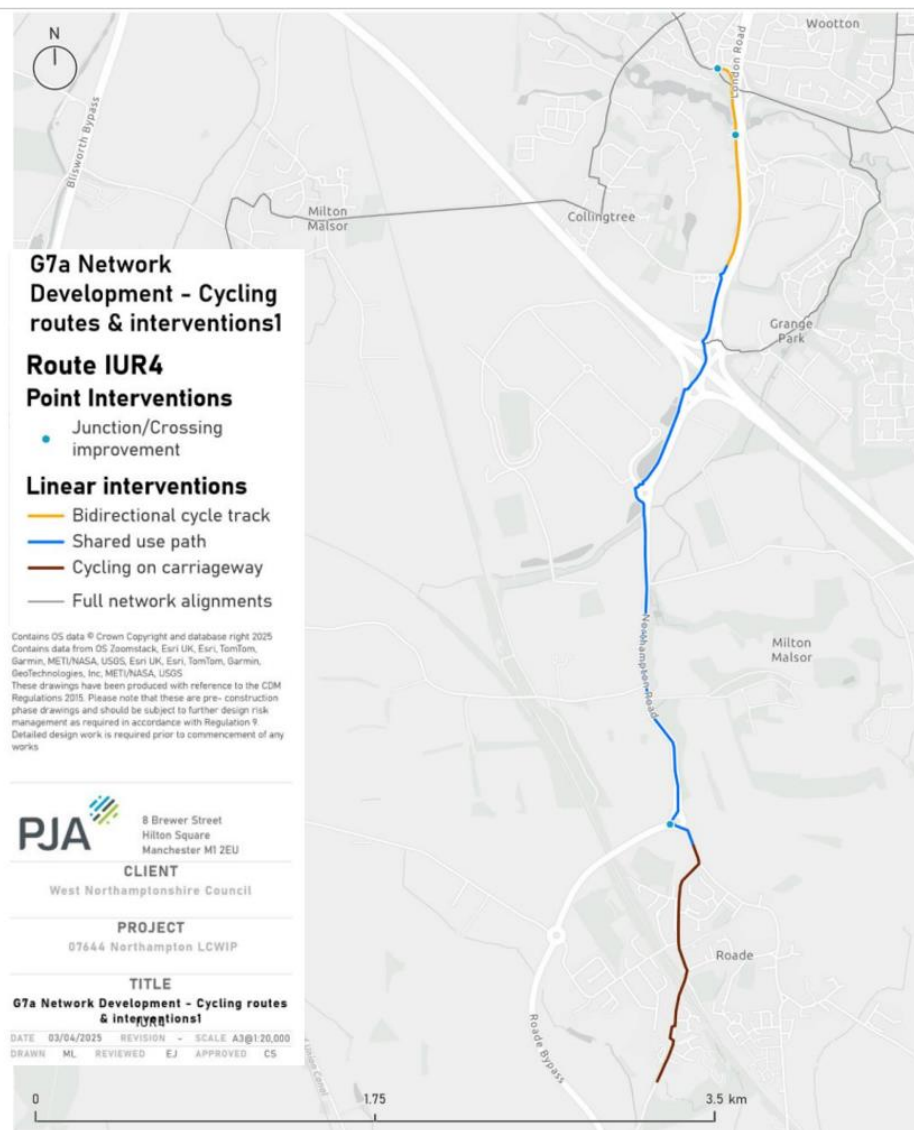 N
Wootton
London Road
Blisworth Bypass
Milton
Malsor
Collingtree
Grange
Park
G7a Network
Development - Cycling
routes & interventions1
Route IUR4
Point Interventions
Junction/Crossing
improvement
Linear interventions
Bidirectional cycle track
Shared use path
Cycling on carriageway
Full network alignments
Contains OS data © Crown Copyright and database right 2025
Contains data from OS Zoomstack, Esri UK, Esri, TomTom,
Garmin, METI/NASA, USGS, Esri UK, Esri, TomTom, Garmin,
GeoTechnologies, Inc, METI/NASA, USGS
These drawings have been produced with reference to the CDM
Regulations 2015. Please note that these are pre- construction
phase drawings and should be subject to further design risk
management as required in accordance with Regulation 9.
Detailed design work is required prior to commencement of any
works
Northampton Road
Milton
Malsor
PJA
8 Brewer Street
Hilton Square
Manchester M1 2EU
CLIENT
West Northamptonshire Council
PROJECT
07644 Northampton LCWIP
TITLE
G7a Network Development - Cycling routes
& interventions1
IUR4
DATE 03/04/2025 REVISION - SCALE A3@1:20,000
DRAWN ML REVIEWED EJ APPROVED CS
Roade
Roade Bypass
Union Canal
0 1.75 3.5 km